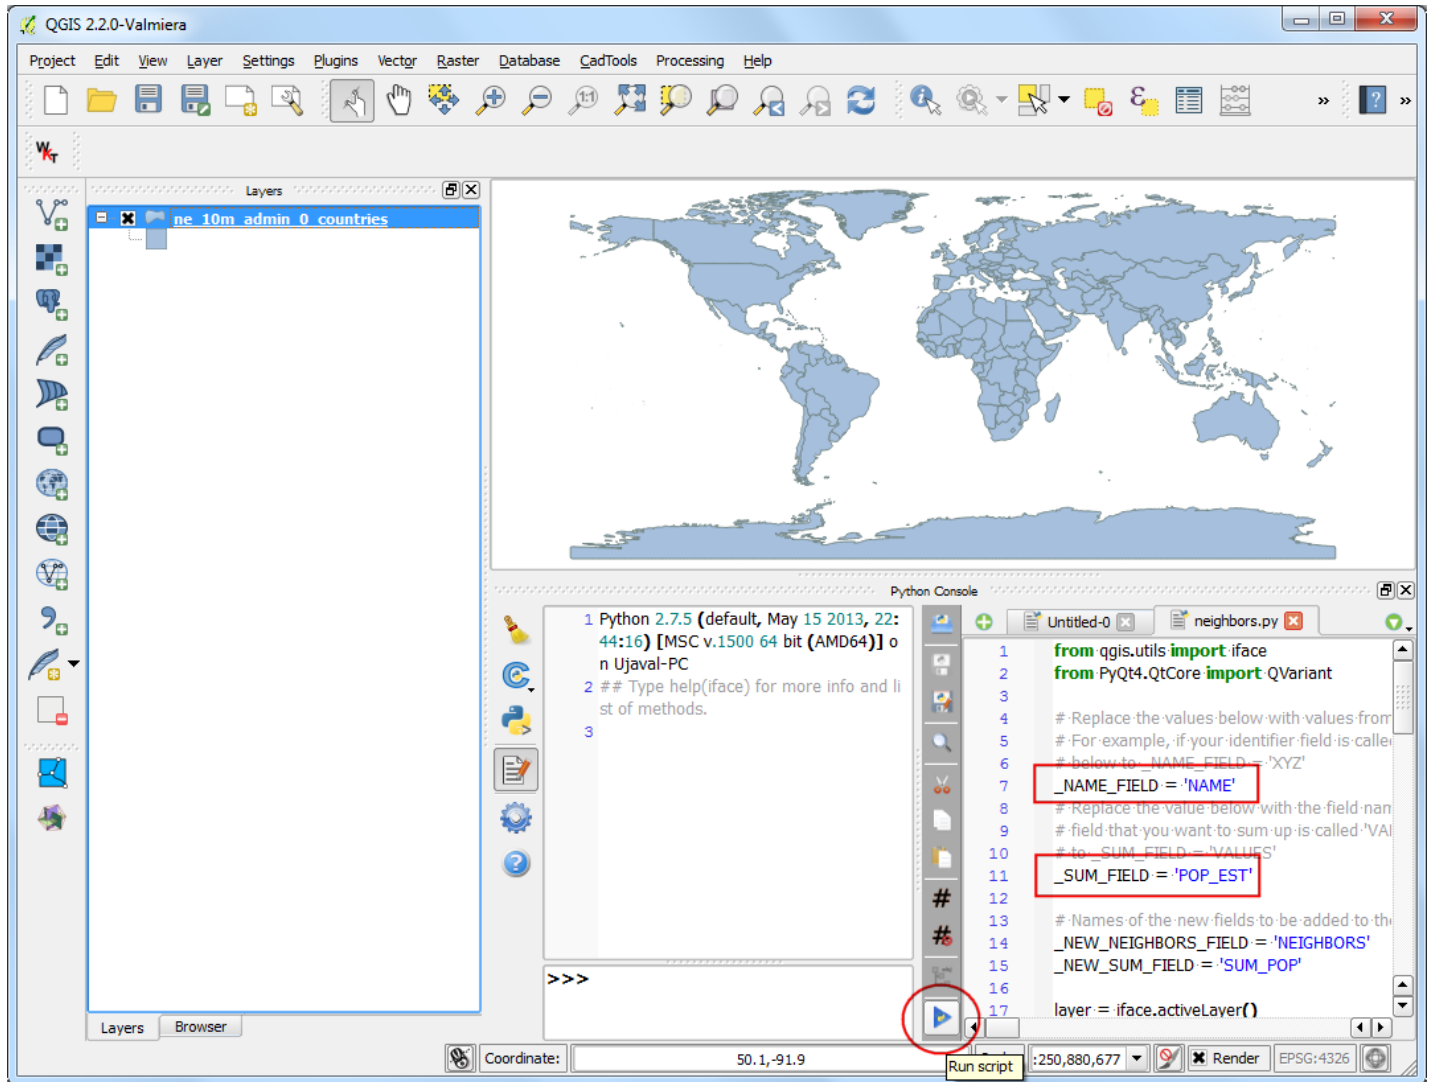 QGIS 2.2.0-Valmiera
Project Edit View Layer Settings Plugins Vector Raster Database CadTools Processing Help
1:1
ε
»
?
»
WKT
Layers
ne_10m_admin_0_countries
Python Console
1 Python 2.7.5 (default, May 15 2013, 22:
44:16) [MSC v.1500 64 bit (AMD64)] o
n Ujaval-PC
2 ## Type help(iface) for more info and li
st of methods.
3
>>>
Untitled-0
neighbors.py
1 from qgis.utils import iface
2 from PyQt4.QtCore import QVariant
3
4 # Replace the values below with values from
5 # For example, if your identifier field is calle
6 # below to _NAME_FIELD = 'XYZ'
7 _NAME_FIELD = 'NAME'
8 # Replace the value below with the field nam
9 # field that you want to sum up is called 'VAL
10 # to _SUM_FIELD = 'VALUES'
11 _SUM_FIELD = 'POP_EST'
12
13 # Names of the new fields to be added to the
14 _NEW_NEIGHBORS_FIELD = 'NEIGHBORS'
15 _NEW_SUM_FIELD = 'SUM_POP'
16
17 layer = iface.activeLayer()
Layers Browser
Coordinate: 50.1,-91.9 :250,880,677 Render EPSG:4326
Run script